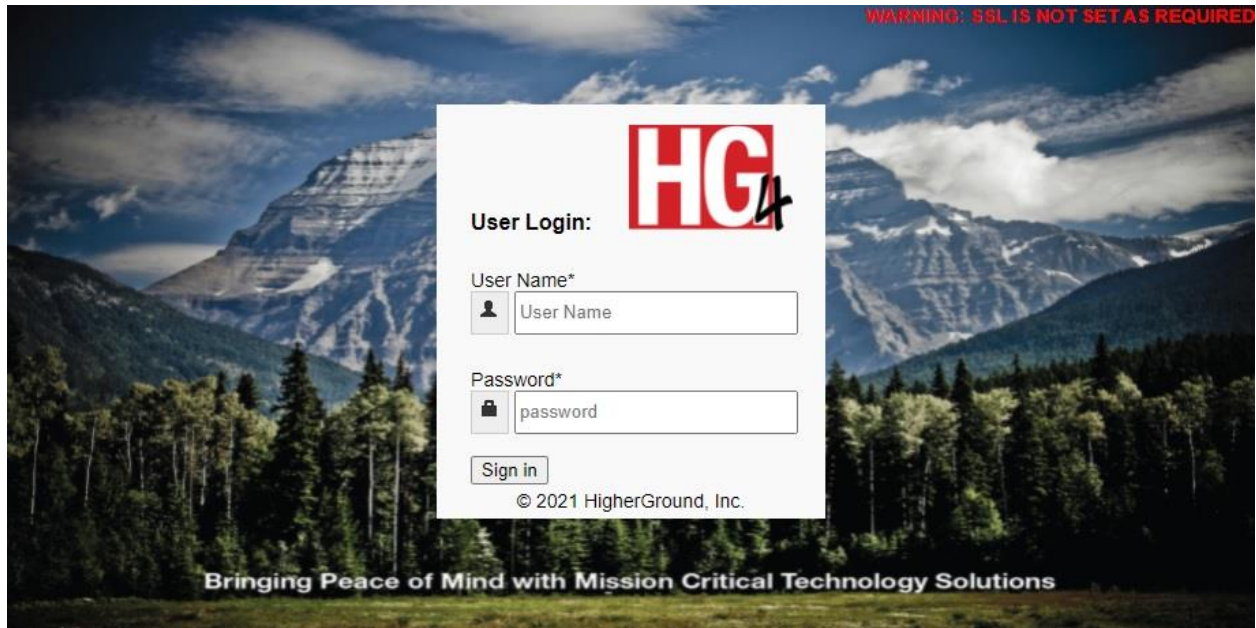 WARNING: SSL IS NOT SET AS REQUIRED
HG4
User Login:
User Name*
User Name
Password*
password
Sign in
© 2021 HigherGround, Inc.
Bringing Peace of Mind with Mission Critical Technology Solutions